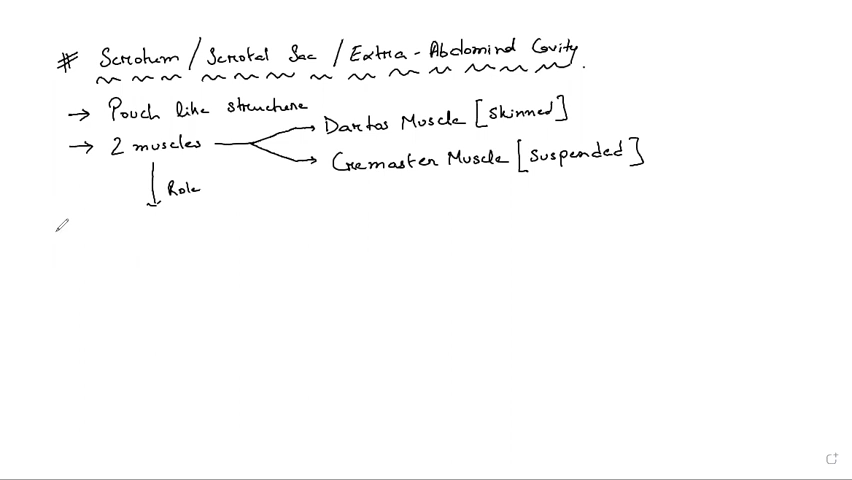 # Scrotum / Scrotal Sac / Extra-Abdominal Cavity.
→ Pouch like structure
→ 2 muscles
Dartos Muscle [skinned]
Cremaster Muscle [suspended]
Role